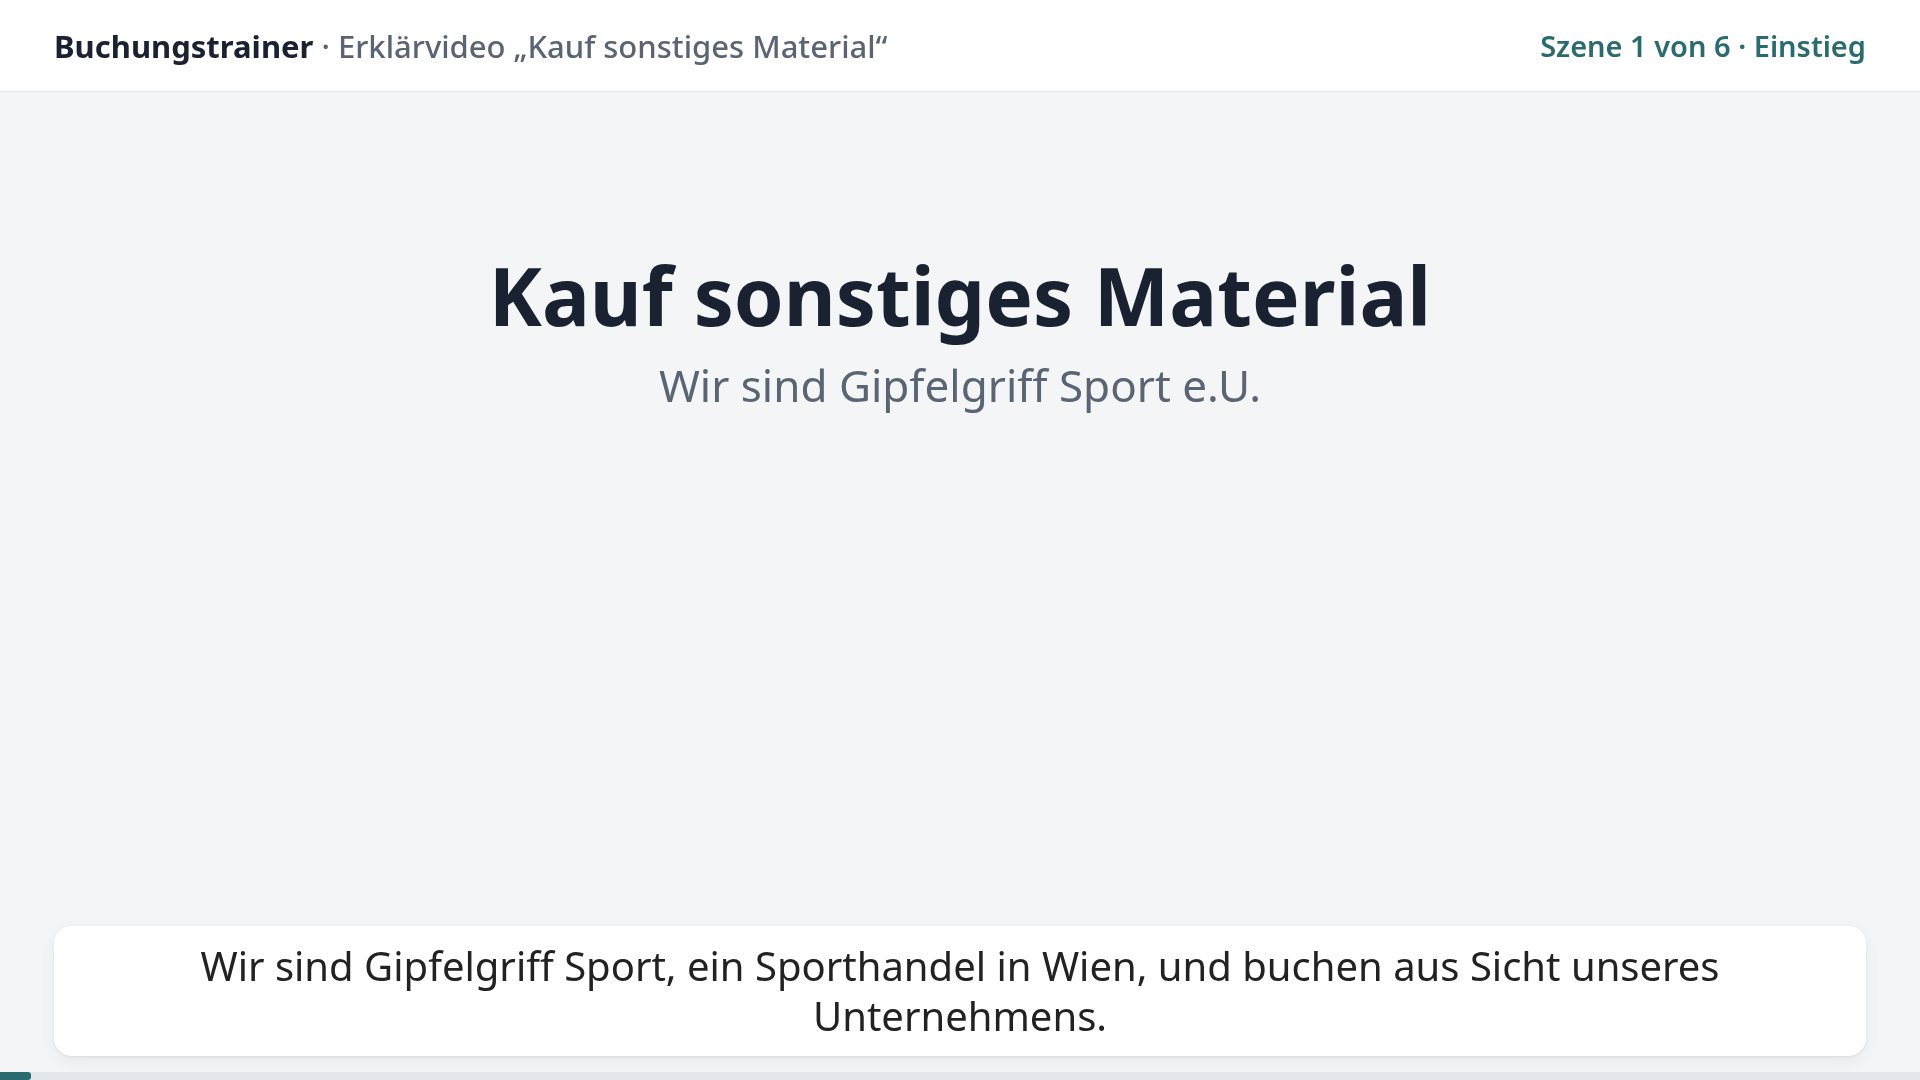 Buchungstrainer · Erklärvideo „Kauf sonstiges Material“
Szene 1 von 6 · Einstieg
Kauf sonstiges Material
Wir sind Gipfelgriff Sport e.U.
Wir sind Gipfelgriff Sport, ein Sporthandel in Wien, und buchen aus Sicht unseres
Unternehmens.